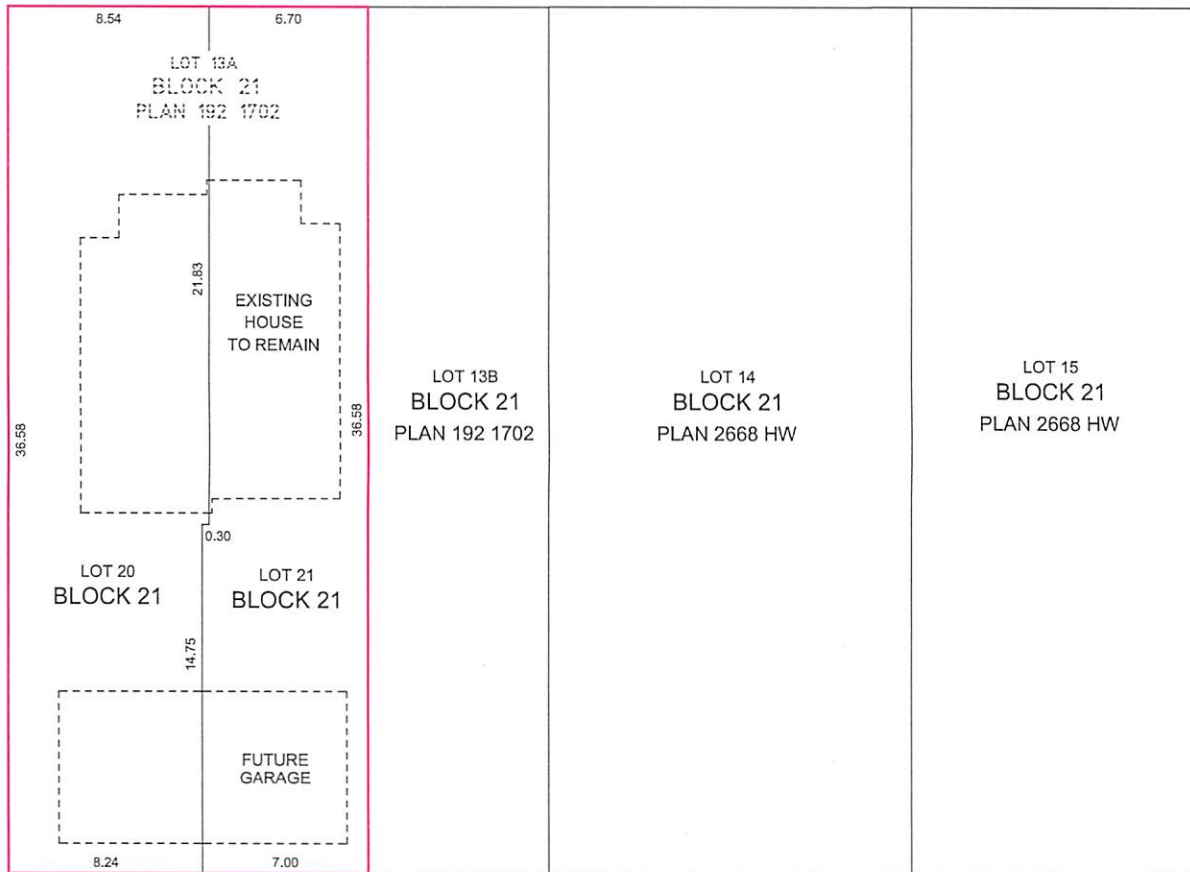 8.54
6.70
LOT 13A
BLOCK 21
PLAN 192 1702
21.83
EXISTING
HOUSE
TO REMAIN
36.58
36.58
LOT 13B
BLOCK 21
PLAN 192 1702
LOT 14
BLOCK 21
PLAN 2668 HW
LOT 15
BLOCK 21
PLAN 2668 HW
0.30
LOT 20
BLOCK 21
LOT 21
BLOCK 21
14.75
FUTURE
GARAGE
8.24
7.00